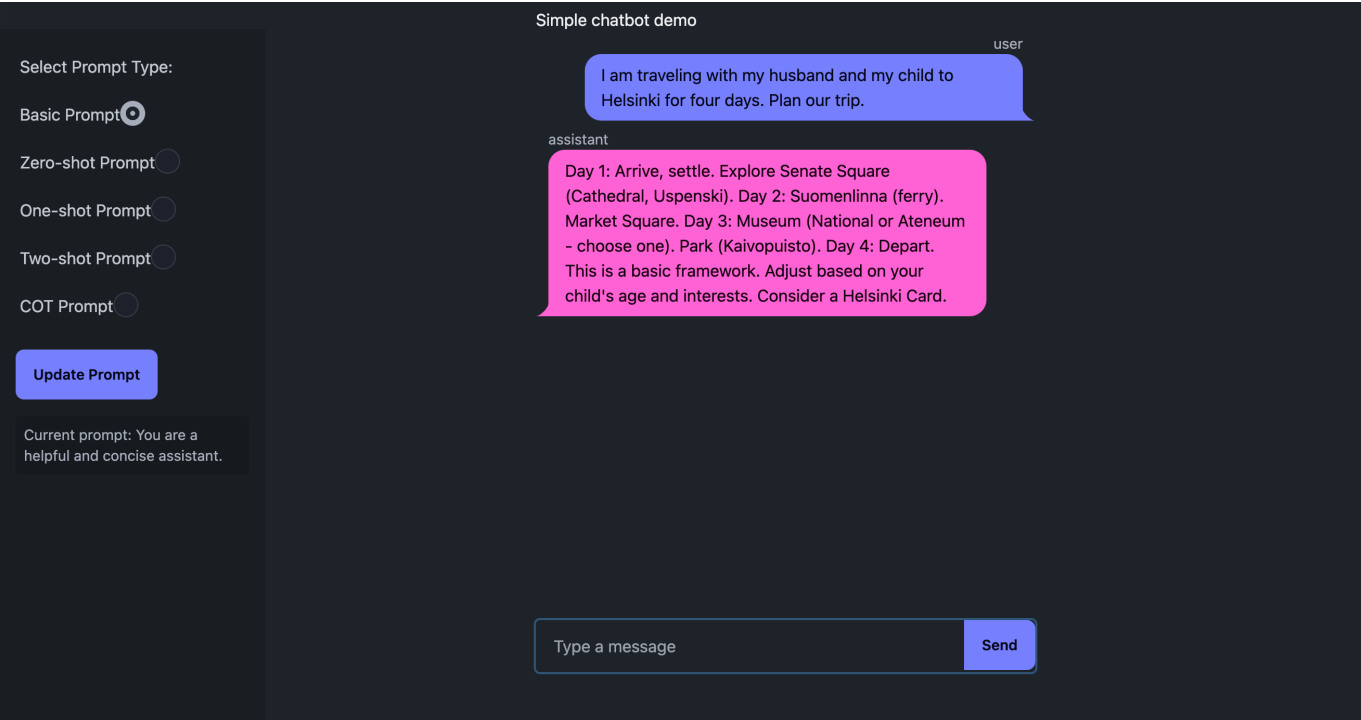 Simple chatbot demo
Select Prompt Type:
Basic Prompt
Zero-shot Prompt
One-shot Prompt
Two-shot Prompt
COT Prompt
Update Prompt
Current prompt: You are a
helpful and concise assistant.
user
I am traveling with my husband and my child to
Helsinki for four days. Plan our trip.
assistant
Day 1: Arrive, settle. Explore Senate Square
(Cathedral, Uspenski). Day 2: Suomenlinna (ferry).
Market Square. Day 3: Museum (National or Ateneum
- choose one). Park (Kaivopuisto). Day 4: Depart.
This is a basic framework. Adjust based on your
child's age and interests. Consider a Helsinki Card.
Type a message
Send